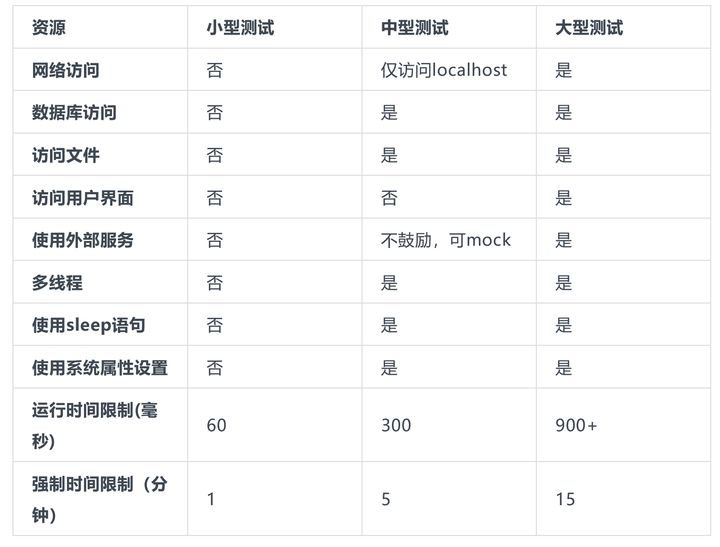 资源 小型测试 中型测试 大型测试
网络访问 否 仅访问localhost 是
数据库访问 否 是 是
访问文件 否 是 是
访问用户界面 否 否 是
使用外部服务 否 不鼓励，可mock 是
多线程 否 是 是
使用sleep语句 否 是 是
使用系统属性设置 否 是 是
运行时间限制(毫
秒) 60 300 900+
强制时间限制（分
钟） 1 5 15